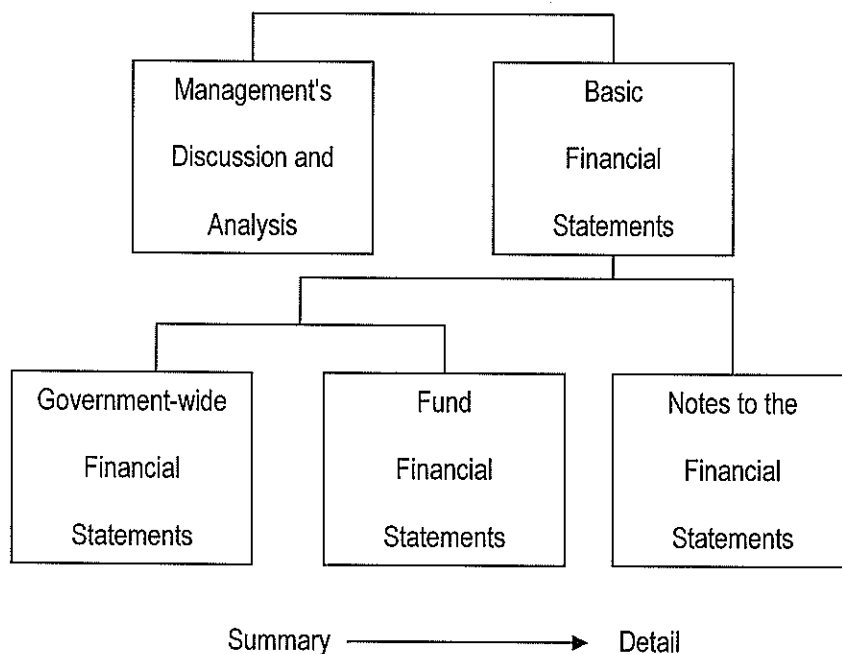 Management's
Discussion and
Analysis
Basic
Financial
Statements
Government-wide
Financial
Statements
Fund
Financial
Statements
Notes to the
Financial
Statements
Summary
Detail